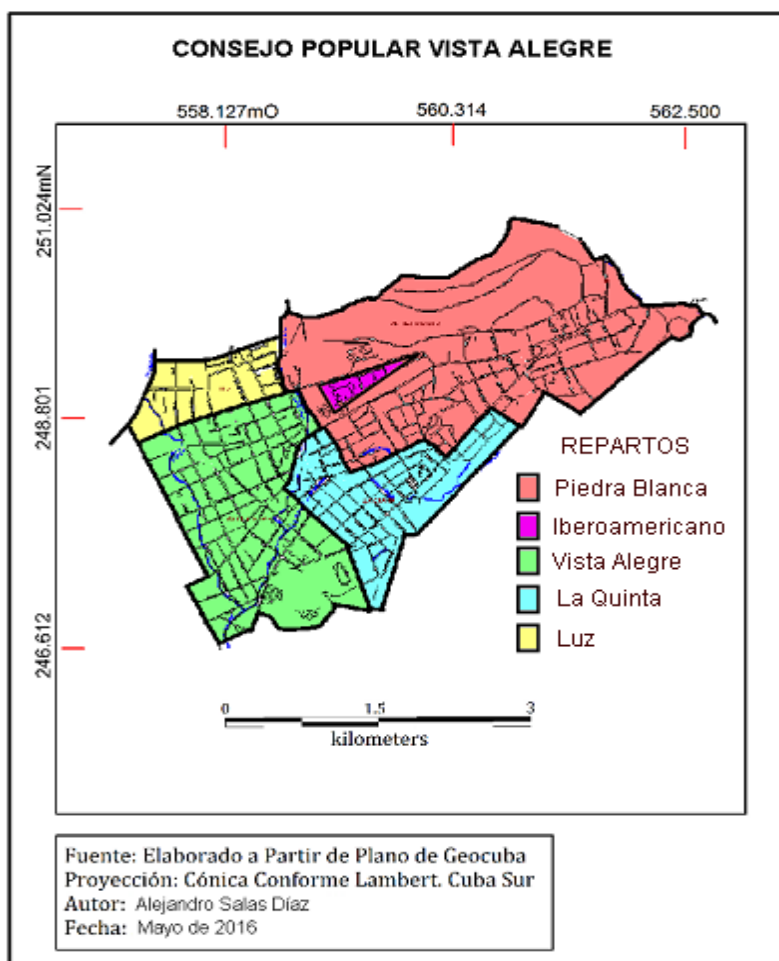 CONSEJO POPULAR VISTA ALEGRE
558.127mO 560.314 562.500
251.024mN
248.801
246.612
REPARTOS
Piedra Blanca
Iberoamericano
Vista Alegre
La Quinta
Luz
0 1.5 3
kilometers
Fuente: Elaborado a Partir de Plano de Geocuba
Proyección: Cónica Conforme Lambert. Cuba Sur
Autor: Alejandro Salas Díaz
Fecha: Mayo de 2016